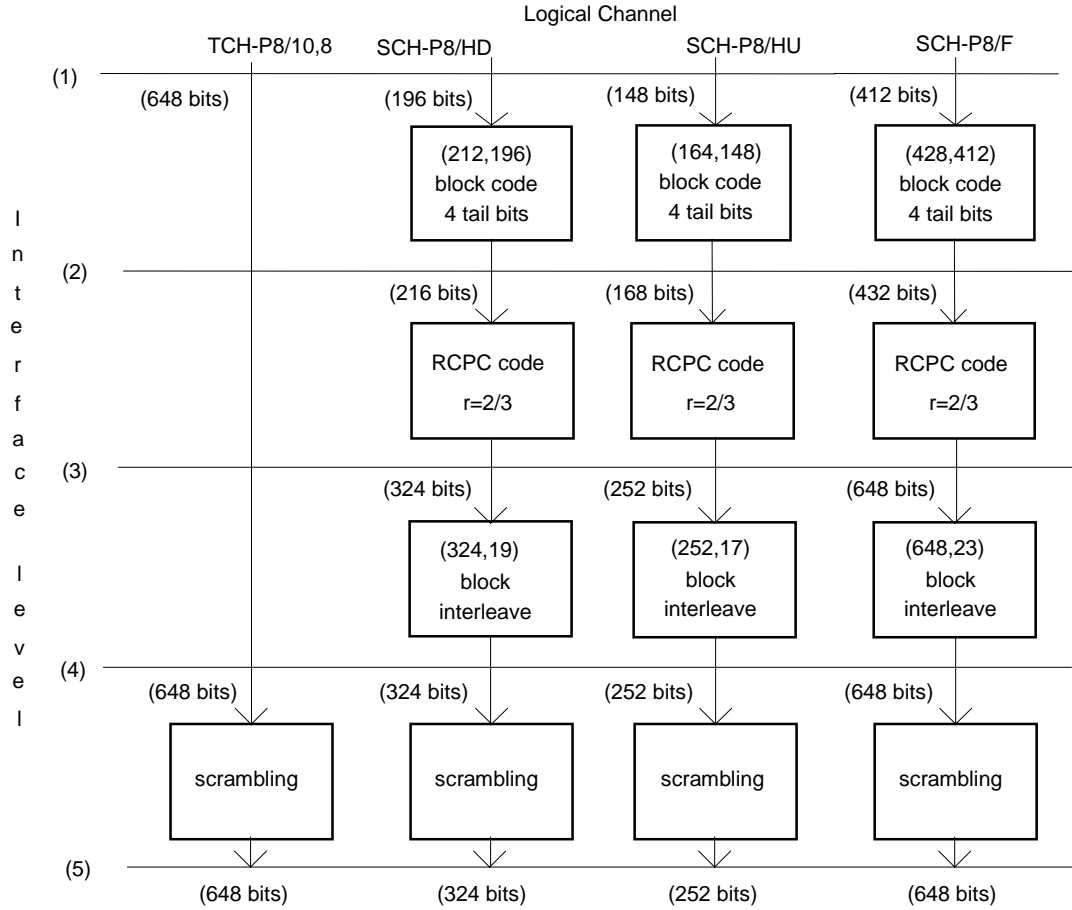 Logical Channel
TCH-P8/10,8 SCH-P8/HD SCH-P8/HU SCH-P8/F
(1)
(648 bits) (196 bits) (148 bits) (412 bits)
(212,196) (164,148) (428,412)
block code block code block code
4 tail bits 4 tail bits 4 tail bits
(2)
(216 bits) (168 bits) (432 bits)
RCPC code RCPC code RCPC code
r=2/3 r=2/3 r=2/3
(3)
(324 bits) (252 bits) (648 bits)
(324,19) (252,17) (648,23)
block block block
interleave interleave interleave
(4)
(648 bits) (324 bits) (252 bits) (648 bits)
scrambling scrambling scrambling scrambling
(5)
(648 bits) (324 bits) (252 bits) (648 bits)
Interface level